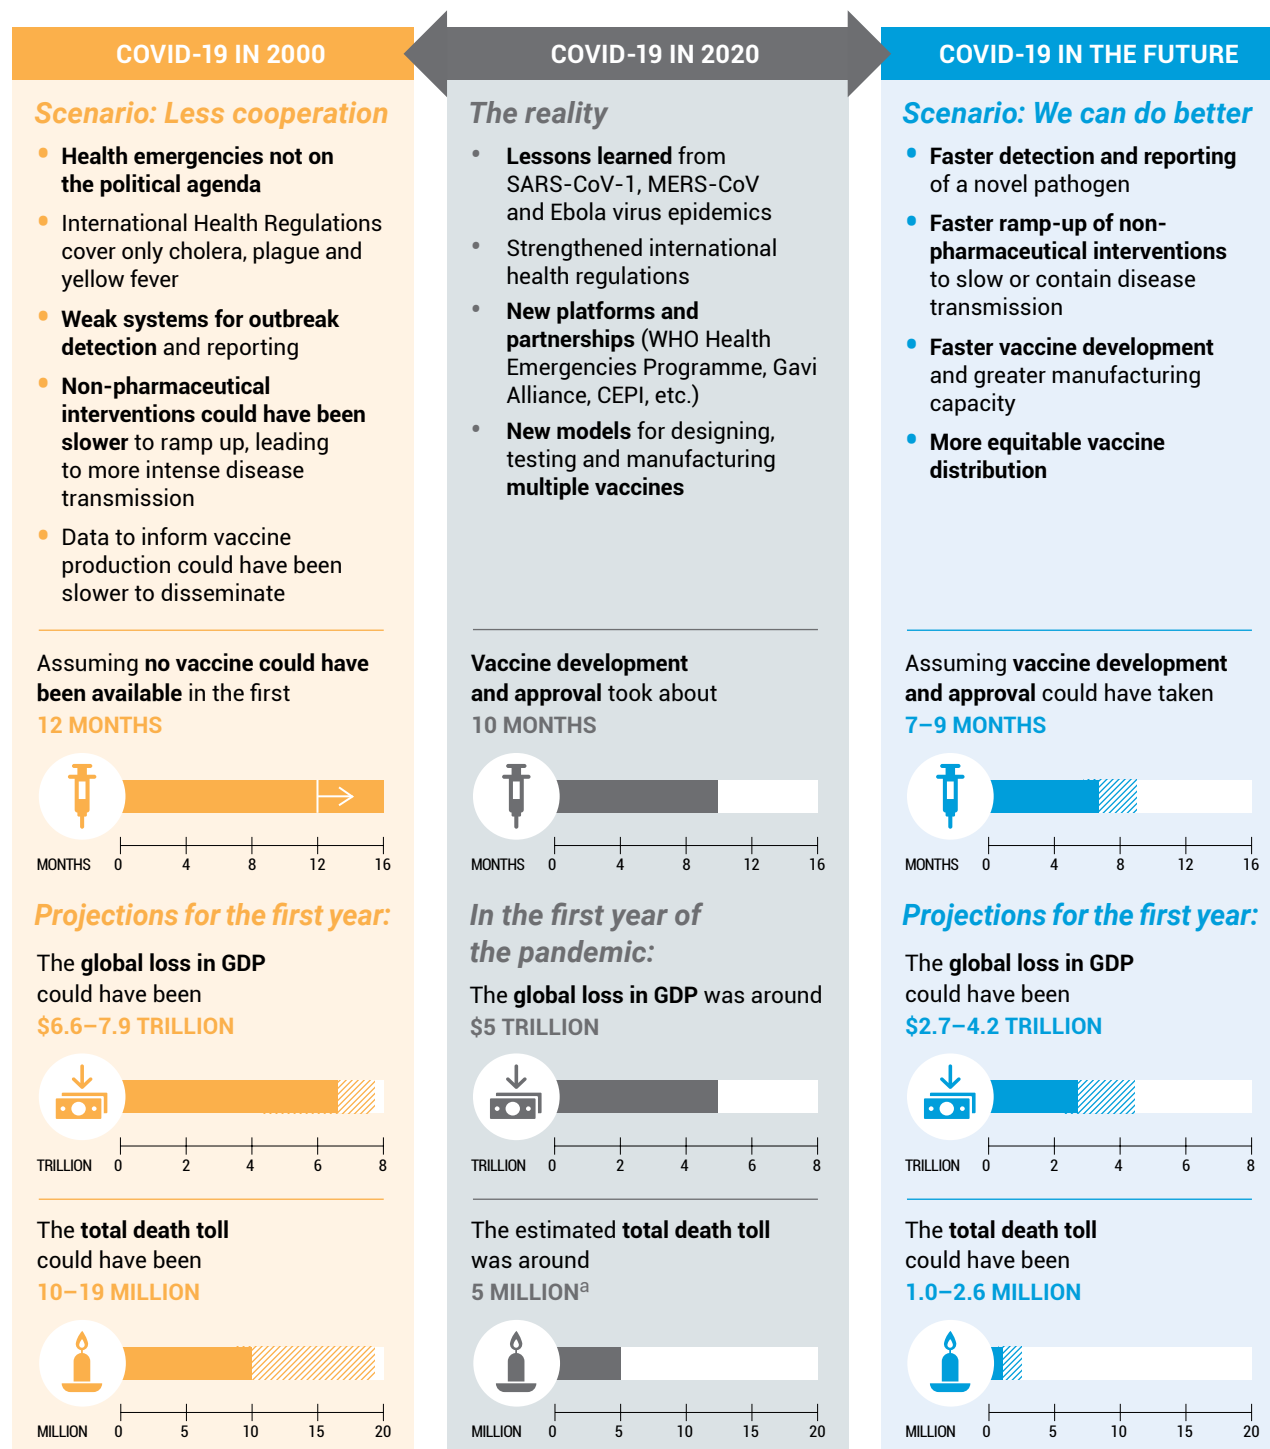 COVID-19 IN 2000
Scenario: Less cooperation
• Health emergencies not on
the political agenda
• International Health Regulations
cover only cholera, plague and
yellow fever
• Weak systems for outbreak
detection and reporting
• Non-pharmaceutical
interventions could have been
slower to ramp up, leading
to more intense disease
transmission
• Data to inform vaccine
production could have been
slower to disseminate
Assuming no vaccine could have
been available in the first
12 MONTHS
MONTHS 0 4 8 12 16
Projections for the first year:
The global loss in GDP
could have been
$6.6–7.9 TRILLION
TRILLION 0 2 4 6 8
The total death toll
could have been
10–19 MILLION
MILLION 0 5 10 15 20
COVID-19 IN 2020
The reality
• Lessons learned from
SARS-CoV-1, MERS-CoV
and Ebola virus epidemics
• Strengthened international
health regulations
• New platforms and
partnerships (WHO Health
Emergencies Programme, Gavi
Alliance, CEPI, etc.)
• New models for designing,
testing and manufacturing
multiple vaccines
Vaccine development
and approval took about
10 MONTHS
MONTHS 0 4 8 12 16
In the first year of
the pandemic:
The global loss in GDP was around
$5 TRILLION
TRILLION 0 2 4 6 8
The estimated total death toll
was around
5 MILLIONa
MILLION 0 5 10 15 20
COVID-19 IN THE FUTURE
Scenario: We can do better
• Faster detection and reporting
of a novel pathogen
• Faster ramp-up of non-
pharmaceutical interventions
to slow or contain disease
transmission
• Faster vaccine development
and greater manufacturing
capacity
• More equitable vaccine
distribution
Assuming vaccine development
and approval could have taken
7–9 MONTHS
MONTHS 0 4 8 12 16
Projections for the first year:
The global loss in GDP
could have been
$2.7–4.2 TRILLION
TRILLION 0 2 4 6 8
The total death toll
could have been
1.0–2.6 MILLION
MILLION 0 5 10 15 20